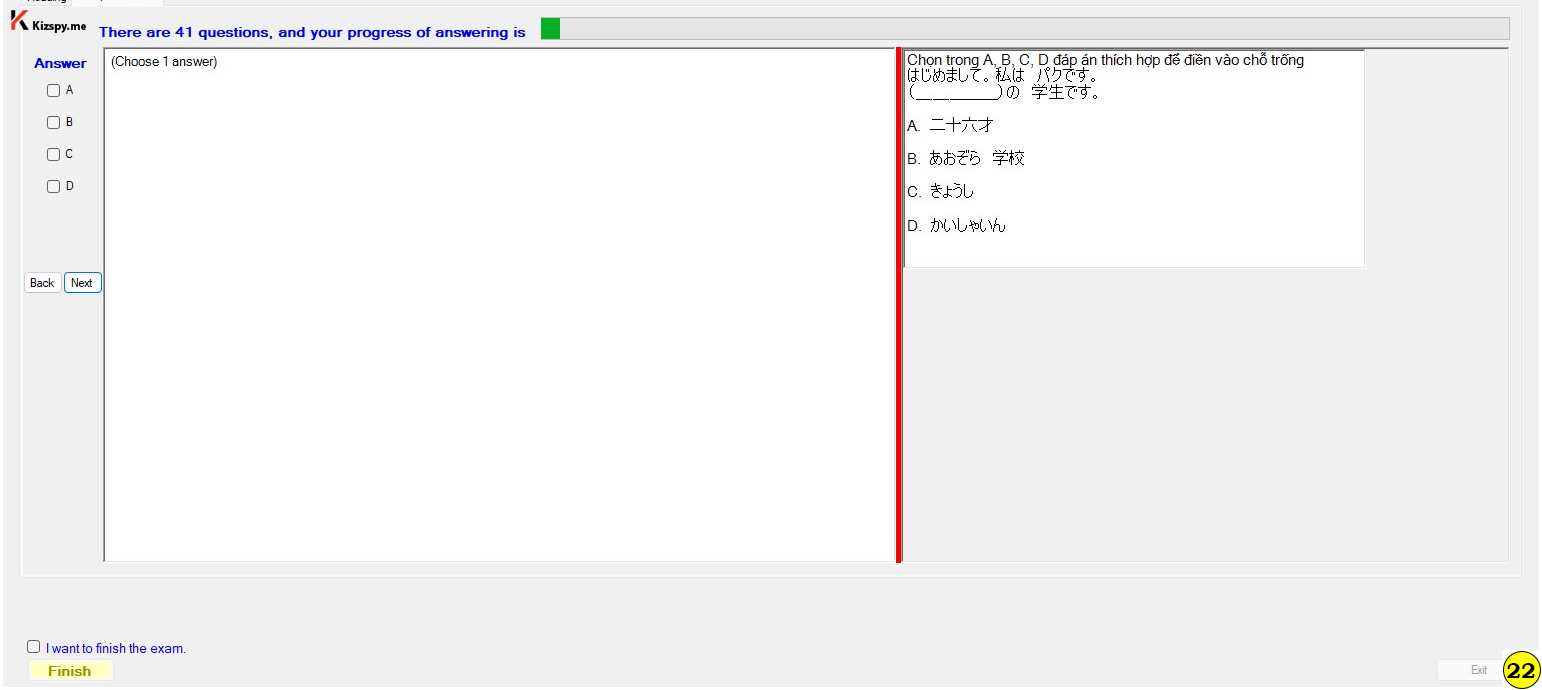 Kizspy.me
There are 41 questions, and your progress of answering is
Answer
A
B
C
D
Back
Next
(Choose 1 answer)
Chọn trong A, B, C, D đáp án thích hợp để điền vào chỗ trống
はじめまして。私は　パクです。
(__________)の　学生です。
A. 二十六才
B. あおぞら　学校
C. きょうし
D. かいしゃいん
I want to finish the exam.
Finish
Exit
22